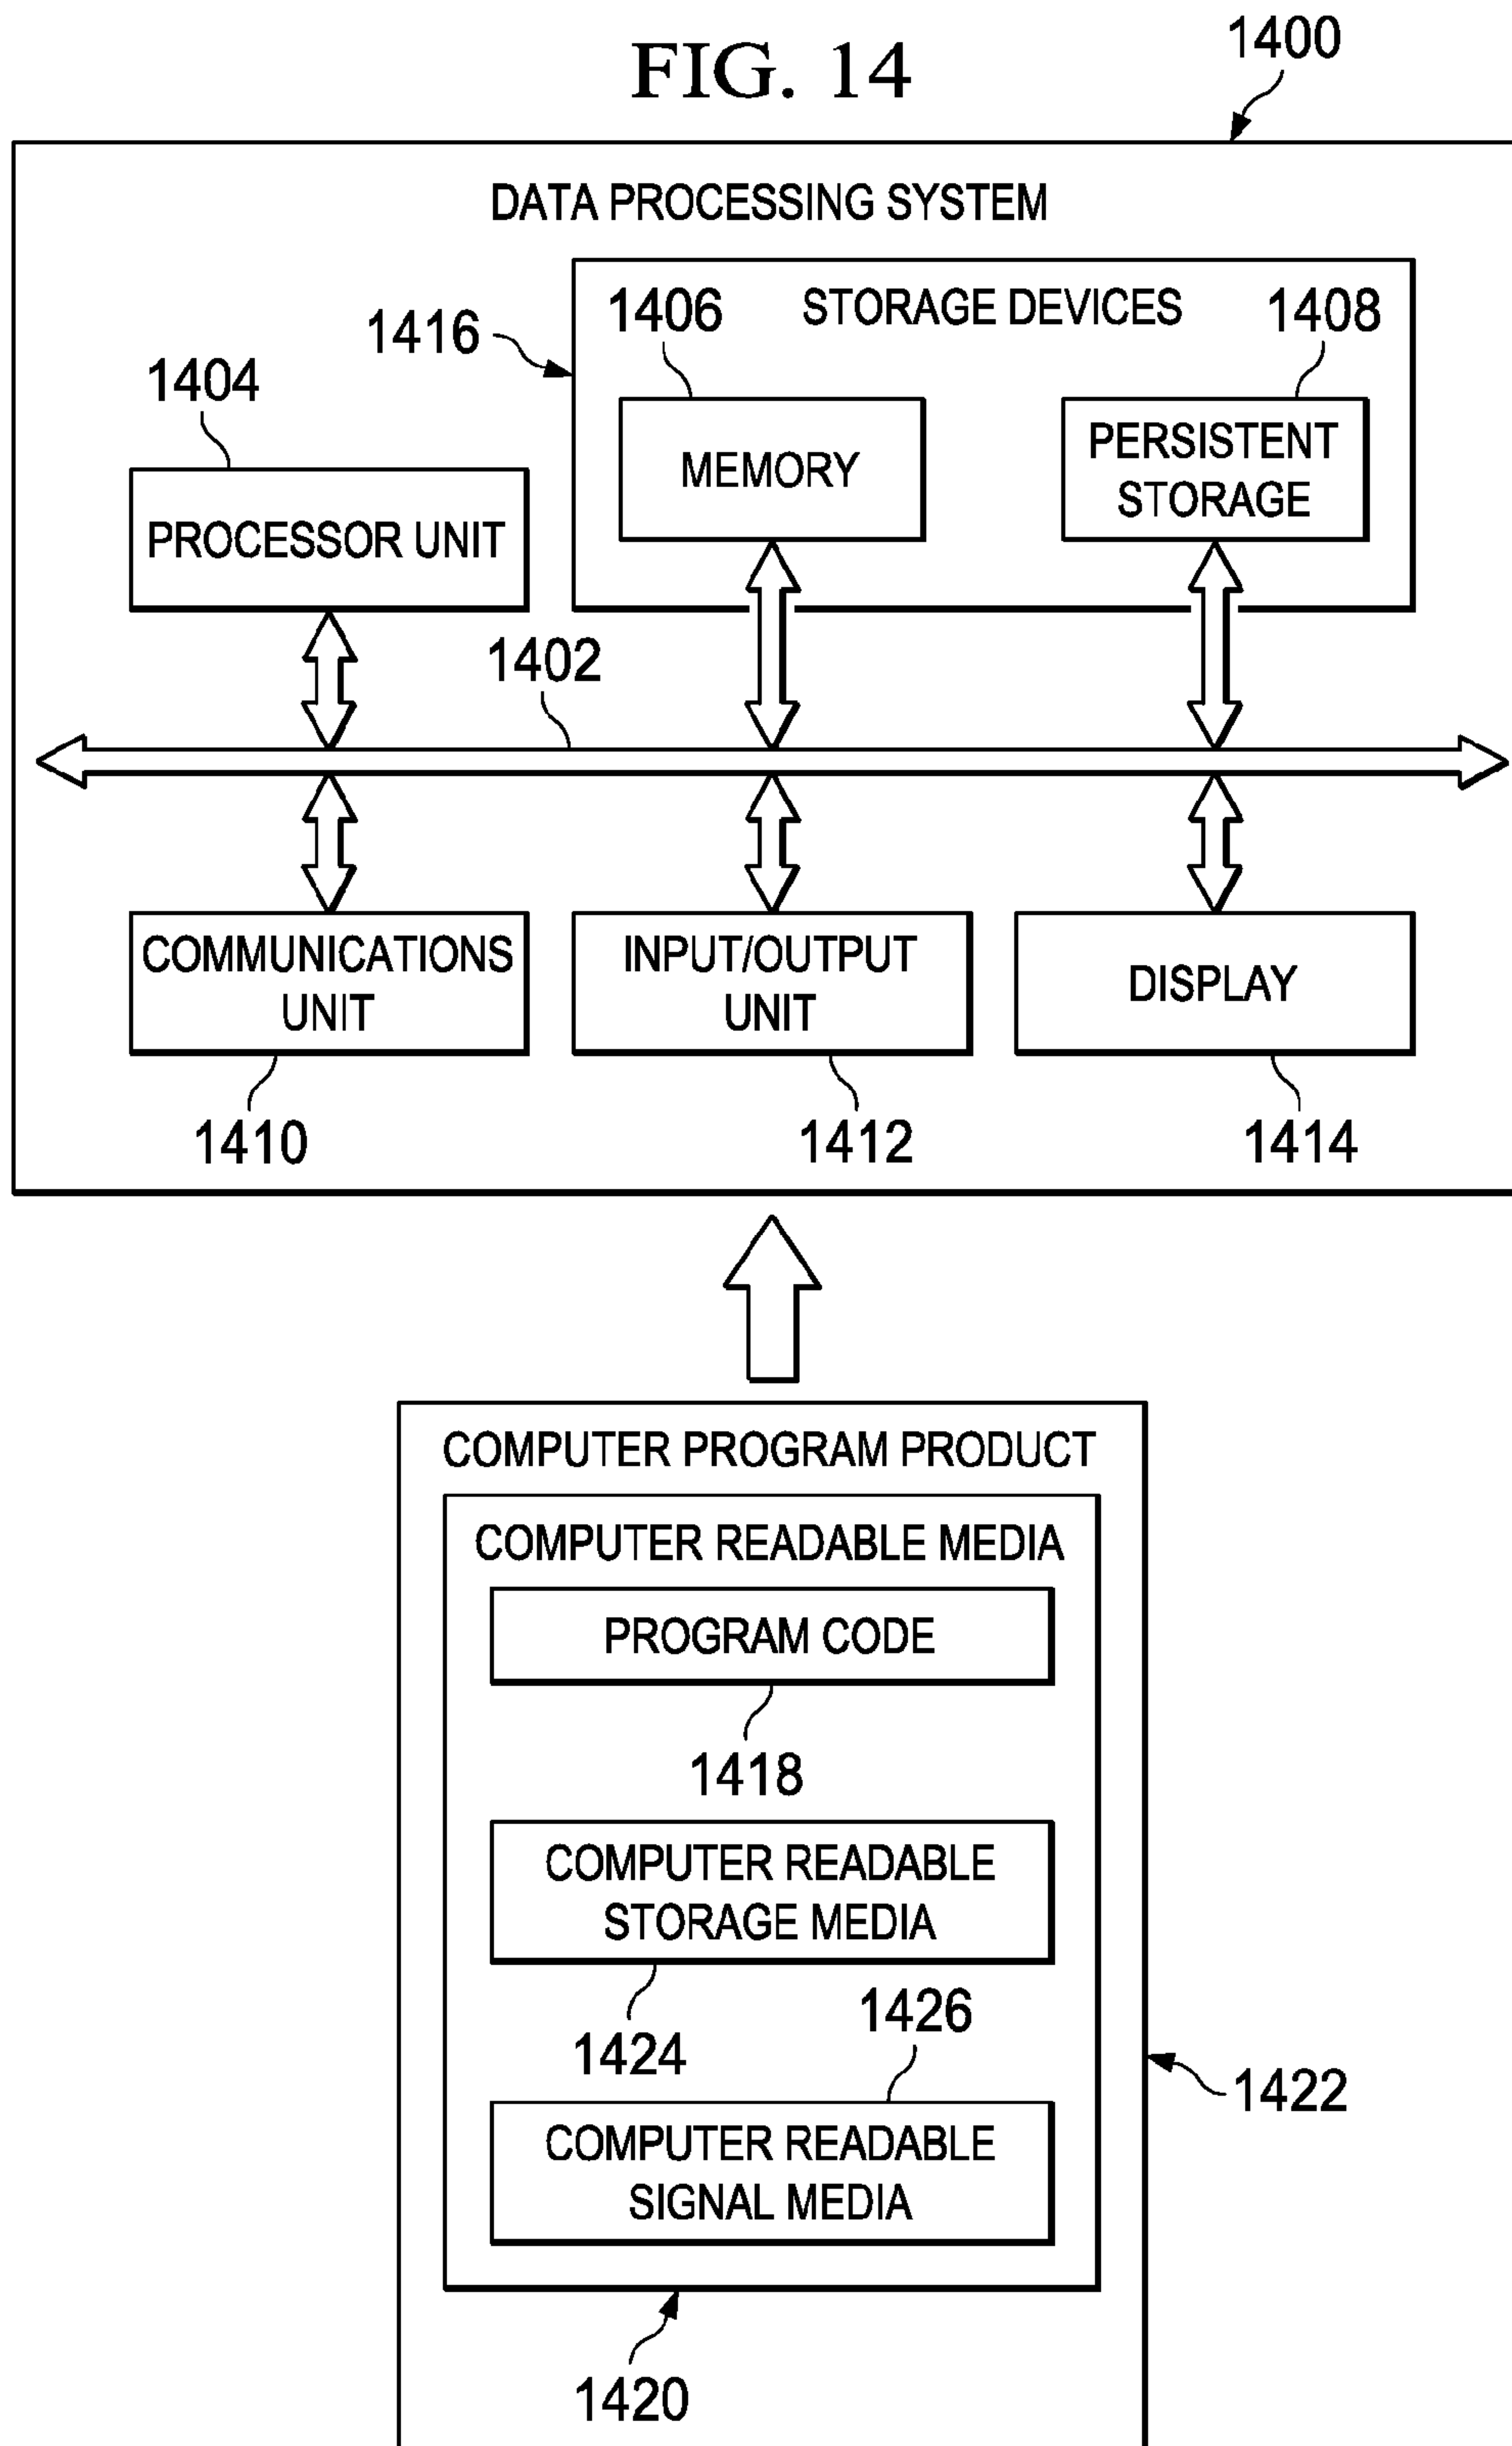 FIG. 14
1400
DATA PROCESSING SYSTEM
1416
1406
STORAGE DEVICES
1408
1404
MEMORY
PERSISTENT
STORAGE
PROCESSOR UNIT
1402
COMMUNICATIONS
UNIT
INPUT/OUTPUT
UNIT
DISPLAY
1410
1412
1414
COMPUTER PROGRAM PRODUCT
COMPUTER READABLE MEDIA
PROGRAM CODE
1418
COMPUTER READABLE
STORAGE MEDIA
1424
1426
1422
COMPUTER READABLE
SIGNAL MEDIA
1420